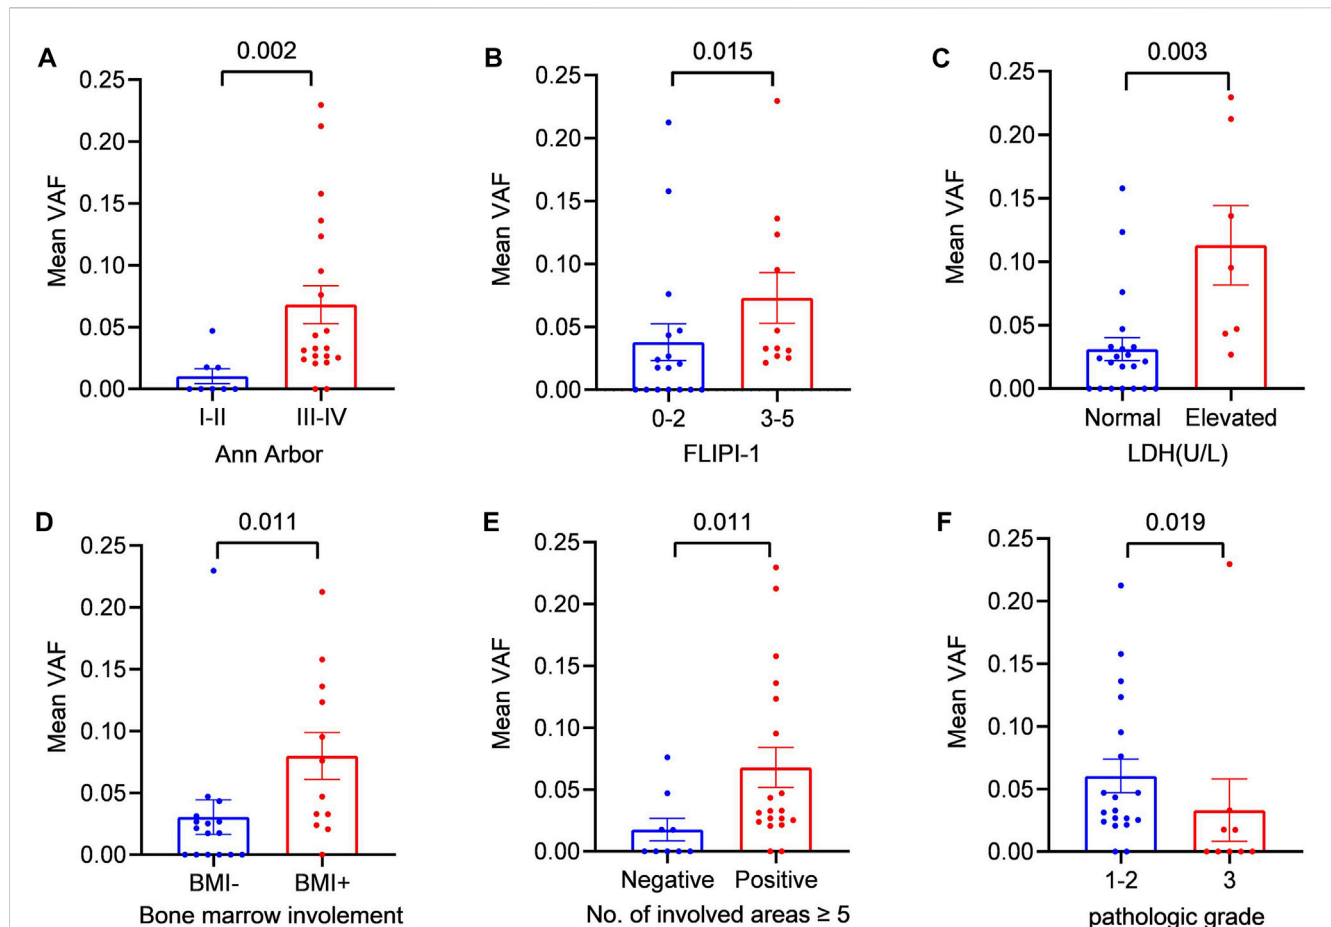 A
0.002
0.25
0.20
0.15
0.10
0.05
0.00
Mean VAF
I-II
III-IV
Ann Arbor
B
0.015
0.25
0.20
0.15
0.10
0.05
0.00
Mean VAF
0-2
3-5
FLIPI-1
C
0.003
0.25
0.20
0.15
0.10
0.05
0.00
Mean VAF
Normal
Elevated
LDH(U/L)
D
0.011
0.25
0.20
0.15
0.10
0.05
0.00
Mean VAF
BMI-
BMI+
Bone marrow involement
E
0.011
0.25
0.20
0.15
0.10
0.05
0.00
Mean VAF
Negative
Positive
No. of involved areas ≥ 5
F
0.019
0.25
0.20
0.15
0.10
0.05
0.00
Mean VAF
1-2
3
pathologic grade